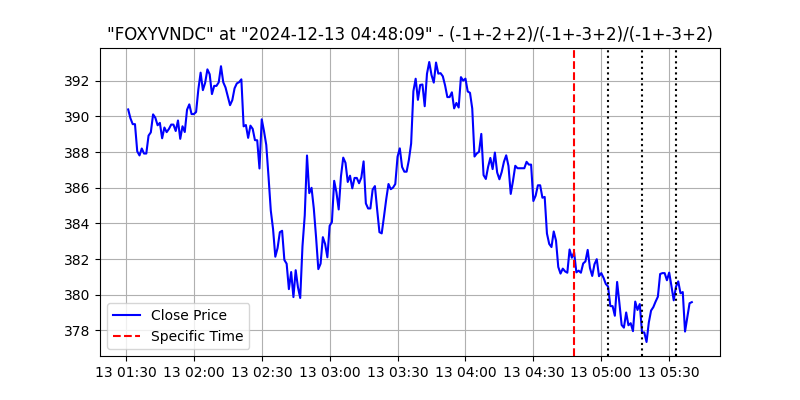 "FOXYVNDC" at "2024-12-13 04:48:09" - (-1+-2+2)/(-1+-3+2)/(-1+-3+2)
392
390
388
386
384
382
380
378
Close Price
Specific Time
13 01:30 13 02:00 13 02:30 13 03:00 13 03:30 13 04:00 13 04:30 13 05:00 13 05:30